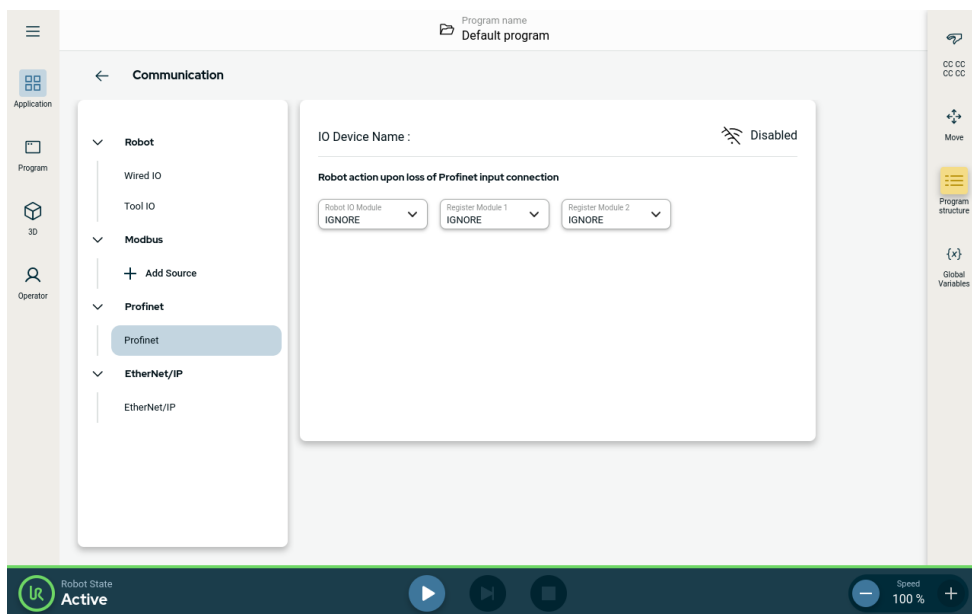 Program name
Default program
Communication
Application
Program
3D
Operator
Robot
Wired IO
Tool IO
Modbus
Add Source
Profinet
Profinet
EtherNet/IP
EtherNet/IP
IO Device Name :
Disabled
Robot action upon loss of Profinet input connection
Robot IO Module
IGNORE
Register Module 1
IGNORE
Register Module 2
IGNORE
CC CC
CC CC
Move
Program
structure
{x}
Global
Variables
UR
Robot State
Active
Speed
100 %